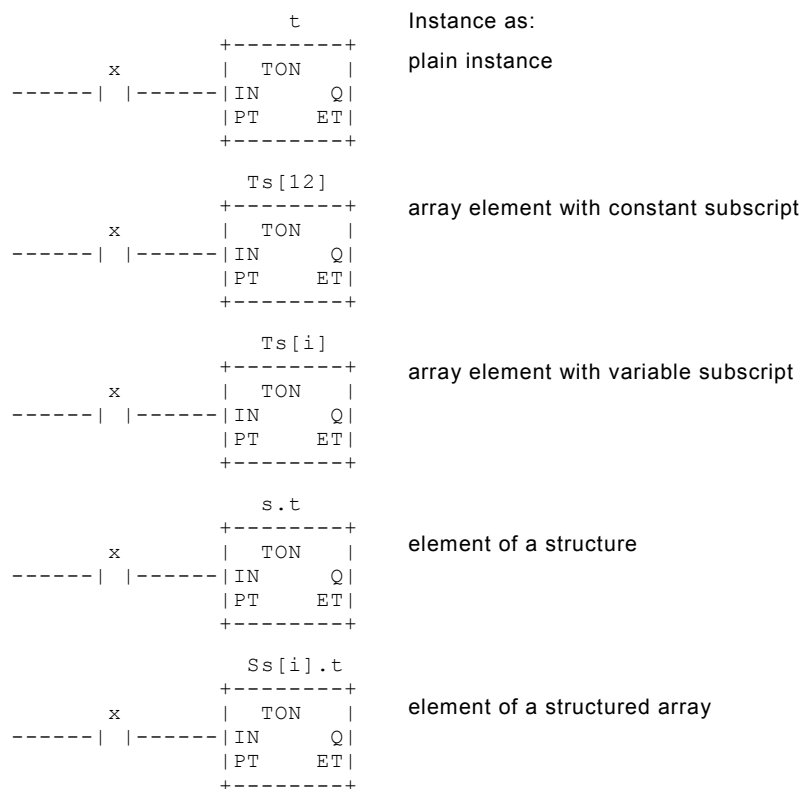 t Instance as:
+--------+
x | TON | plain instance
------| |------|IN Q|
|PT ET|
+--------+
Ts[12]
+--------+ array element with constant subscript
x | TON |
------| |------|IN Q|
|PT ET|
+--------+
Ts[i]
+--------+ array element with variable subscript
x | TON |
------| |------|IN Q|
|PT ET|
+--------+
s.t
+--------+
x | TON | element of a structure
------| |------|IN Q|
|PT ET|
+--------+
Ss[i].t
+--------+
x | TON | element of a structured array
------| |------|IN Q|
|PT ET|
+--------+